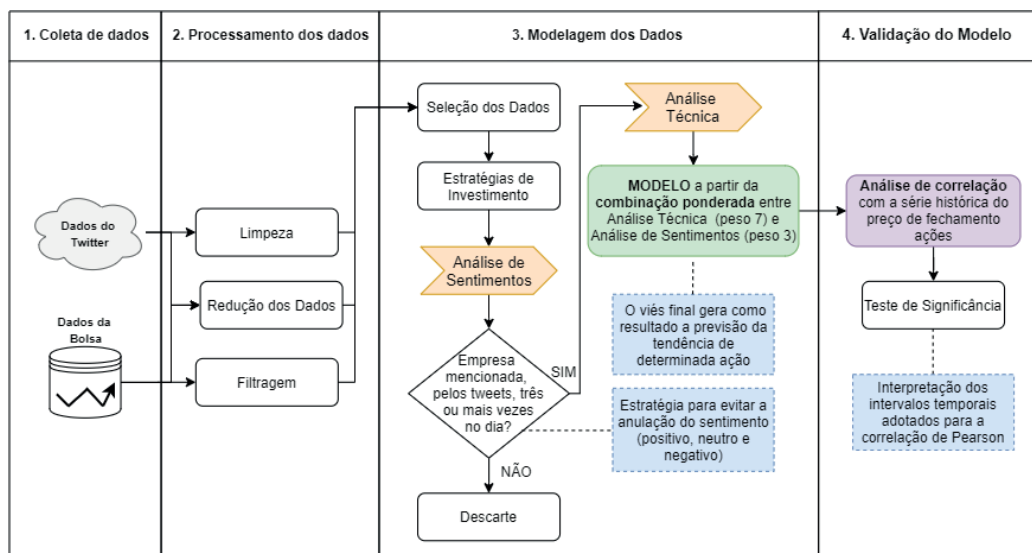 1. Coleta de dados
2. Processamento dos dados
3. Modelagem dos Dados
4. Validação do Modelo
Dados do
Twitter
Dados da
Bolsa
Limpeza
Redução dos Dados
Filtragem
Seleção dos Dados
Estratégias de
Investimento
Análise de
Sentimentos
Empresa
mencionada,
pelos tweets, três
ou mais vezes
no dia?
SIM
NÃO
Descarte
Análise
Técnica
MODELO a partir da
combinação ponderada entre
Análise Técnica (peso 7) e
Análise de Sentimentos (peso 3)
O viés final gera como
resultado a previsão da
tendência de
determinada ação
Estratégia para evitar a
anulação do sentimento
(positivo, neutro e
negativo)
Análise de correlação
com a série histórica do
preço de fechamento
ações
Teste de Significância
Interpretação dos
intervalos temporais
adotados para a
correlação de Pearson